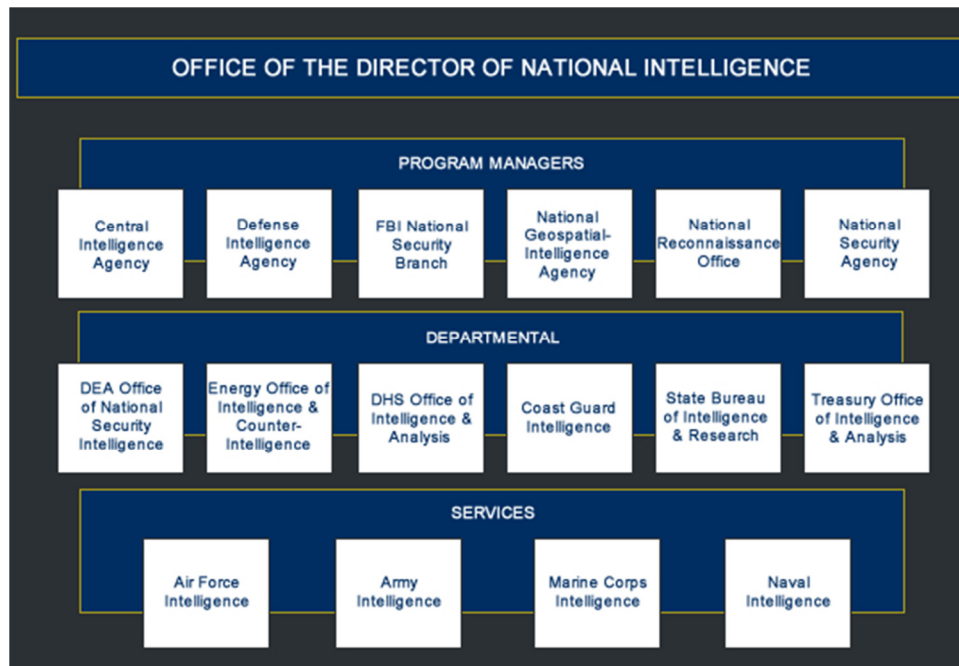 OFFICE OF THE DIRECTOR OF NATIONAL INTELLIGENCE
PROGRAM MANAGERS
Central
Intelligence
Agency
Defense
Intelligence
Agency
FBI National
Security
Branch
National
Geospatial-
Intelligence
Agency
National
Reconnaissance
Office
National
Security
Agency
DEPARTMENTAL
DEA Office
of National
Security
Intelligence
Energy Office of
Intelligence &
Counter-
Intelligence
DHS Office of
Intelligence &
Analysis
Coast Guard
Intelligence
State Bureau
of Intelligence
& Research
Treasury Office
of Intelligence
& Analysis
SERVICES
Air Force
Intelligence
Army
Intelligence
Marine Corps
Intelligence
Naval
Intelligence